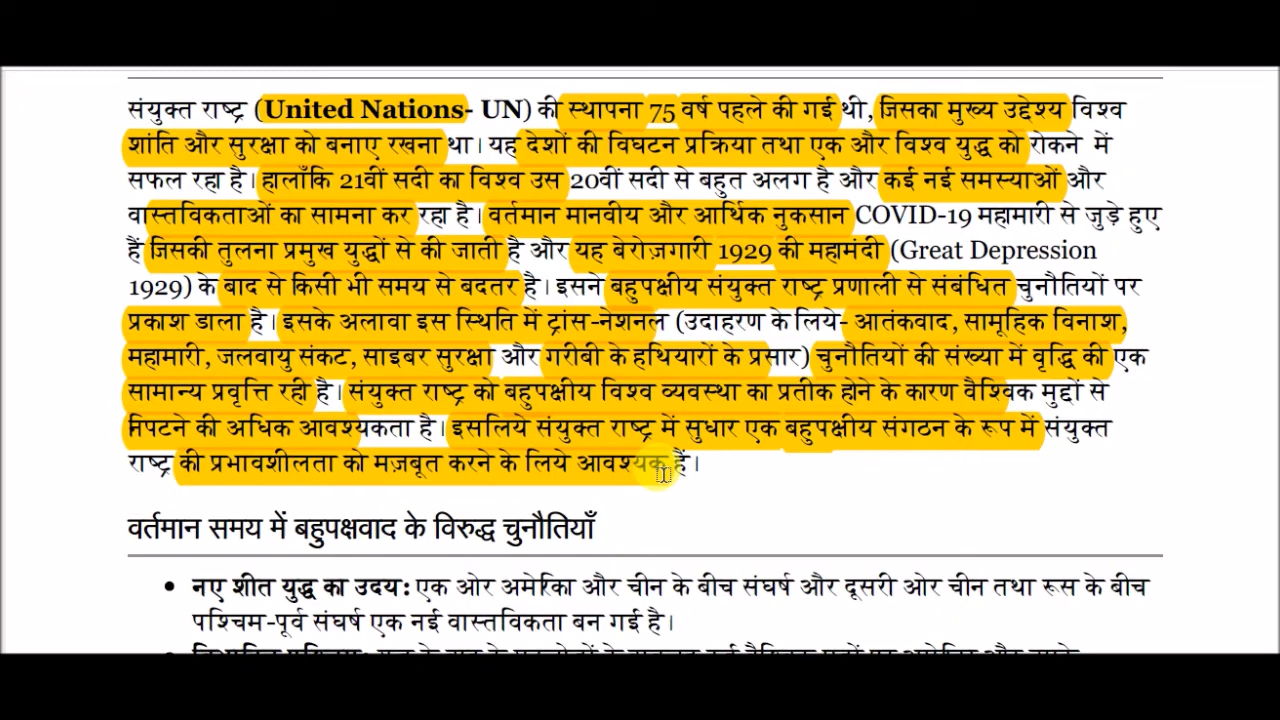 संयुक्त राष्ट्र (United Nations- UN) की स्थापना 75 वर्ष पहले की गई थी, जिसका मुख्य उद्देश्य विश्व
शांति और सुरक्षा को बनाए रखना था। यह देशों की विघटन प्रक्रिया तथा एक और विश्व युद्ध को रोकने में
सफल रहा है। हालाँकि 21वीं सदी का विश्व उस 20वीं सदी से बहुत अलग है और कई नई समस्याओं और
वास्तविकताओं का सामना कर रहा है। वर्तमान मानवीय और आर्थिक नुकसान COVID-19 महामारी से जुड़े हुए
हैं जिसकी तुलना प्रमुख युद्धों से की जाती है और यह बेरोज़गारी 1929 की महामंदी (Great Depression
1929) के बाद से किसी भी समय से बदतर है। इसने बहुपक्षीय संयुक्त राष्ट्र प्रणाली से संबंधित चुनौतियों पर
प्रकाश डाला है। इसके अलावा इस स्थिति में ट्रांस-नेशनल (उदाहरण के लिये- आतंकवाद, सामूहिक विनाश,
महामारी, जलवायु संकट, साइबर सुरक्षा और गरीबी के हथियारों के प्रसार) चुनौतियों की संख्या में वृद्धि की एक
सामान्य प्रवृत्ति रही है। संयुक्त राष्ट्र को बहुपक्षीय विश्व व्यवस्था का प्रतीक होने के कारण वैश्विक मुद्दों से
निपटने की अधिक आवश्यकता है। इसलिये संयुक्त राष्ट्र में सुधार एक बहुपक्षीय संगठन के रूप में संयुक्त
राष्ट्र की प्रभावशीलता को मज़बूत करने के लिये आवश्यक हैं।
वर्तमान समय में बहुपक्षवाद के विरुद्ध चुनौतियाँ
• नए शीत युद्ध का उदय: एक ओर अमेरिका और चीन के बीच संघर्ष और दूसरी ओर चीन तथा रूस के बीच
पश्चिम-पूर्व संघर्ष एक नई वास्तविकता बन गई है।